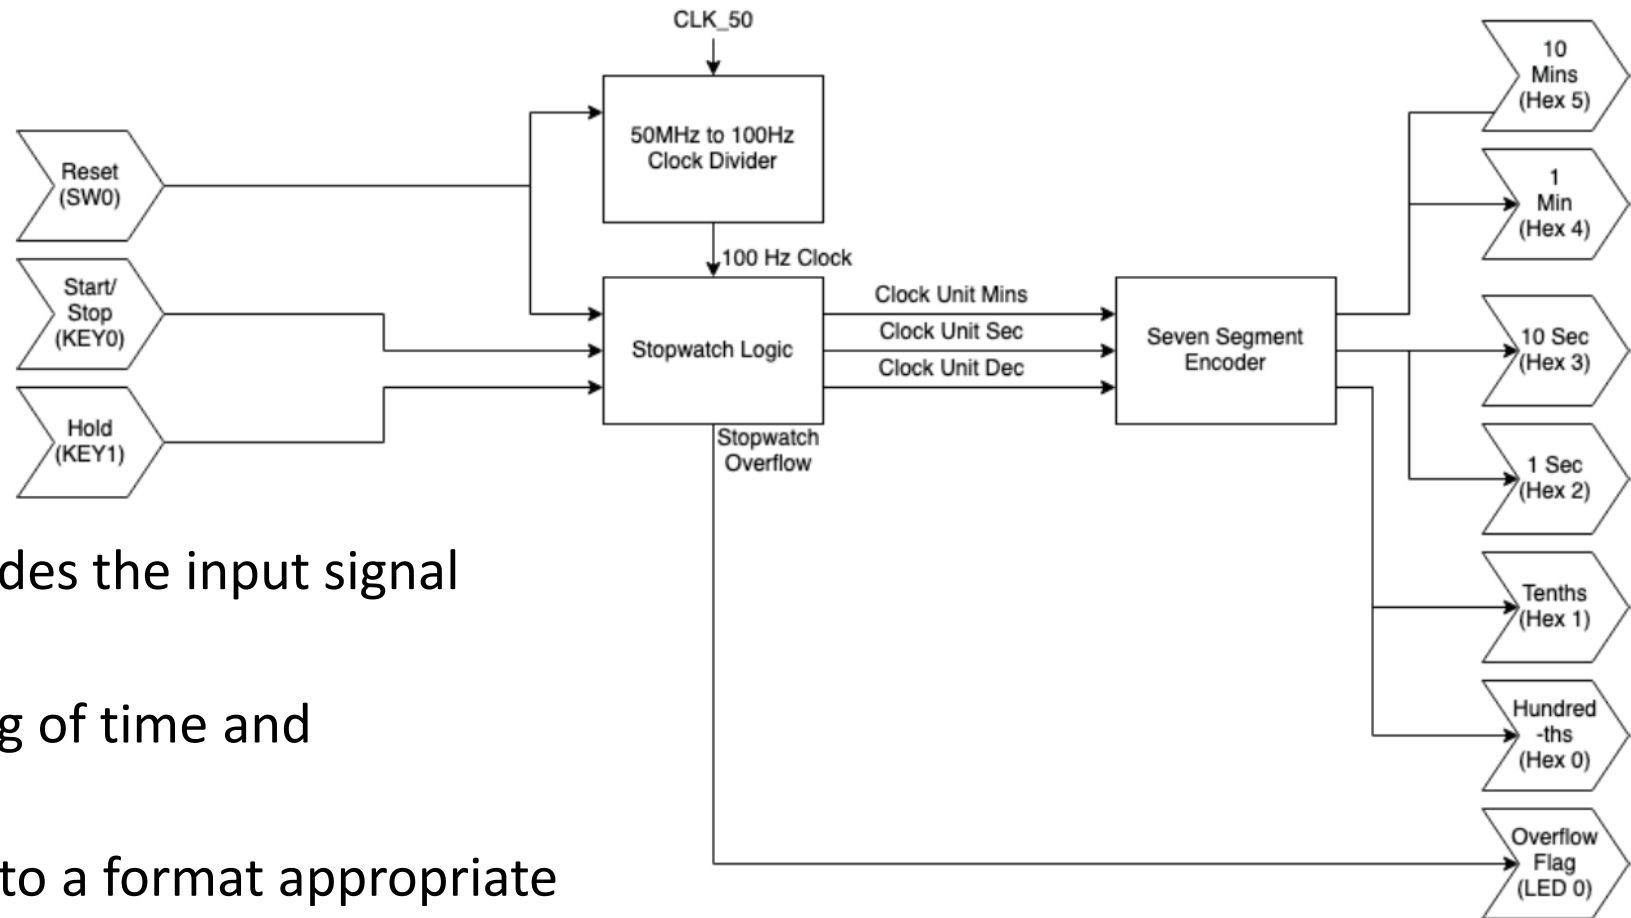 CLK_50
50MHz to 100Hz
Clock Divider
100 Hz Clock
Reset
(SW0)
Start/
Stop
(KEY0)
Hold
(KEY1)
Stopwatch Logic
Clock Unit Mins
Clock Unit Sec
Clock Unit Dec
Stopwatch
Overflow
Seven Segment
Encoder
10
Mins
(Hex 5)
1
Min
(Hex 4)
10 Sec
(Hex 3)
1 Sec
(Hex 2)
Tenths
(Hex 1)
Hundred
-ths
(Hex 0)
Overflow
Flag
(LED 0)
des the input signal
g of time and
to a format appropriate